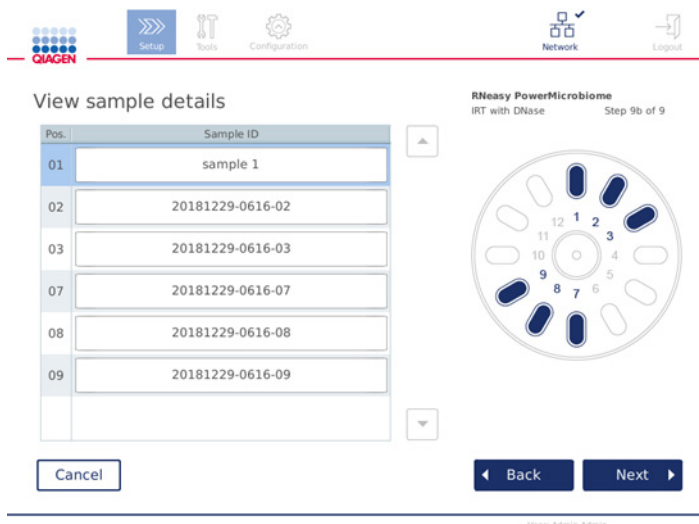 QIAGEN
Setup
Tools
Configuration
Network
Logout
View sample details
RNeasy PowerMicrobiome
IRT with DNase Step 9b of 9
Pos. Sample ID
01 sample 1
02 20181229-0616-02
03 20181229-0616-03
07 20181229-0616-07
08 20181229-0616-08
09 20181229-0616-09
12 1 2
11 3
10 4
9 5
8 7 6
Cancel
Back
Next